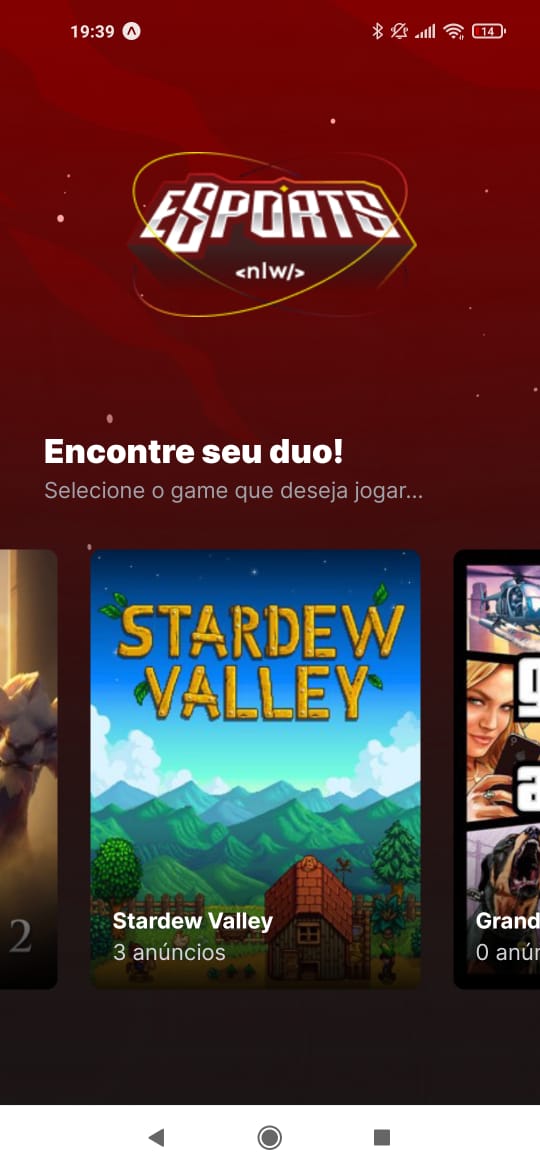 19:39
14
ESPORTS
<nlw/>
Encontre seu duo!
Selecione o game que deseja jogar...
STARDEW
VALLEY
2
Stardew Valley
3 anúncios
g
a
Grand
0 anúr